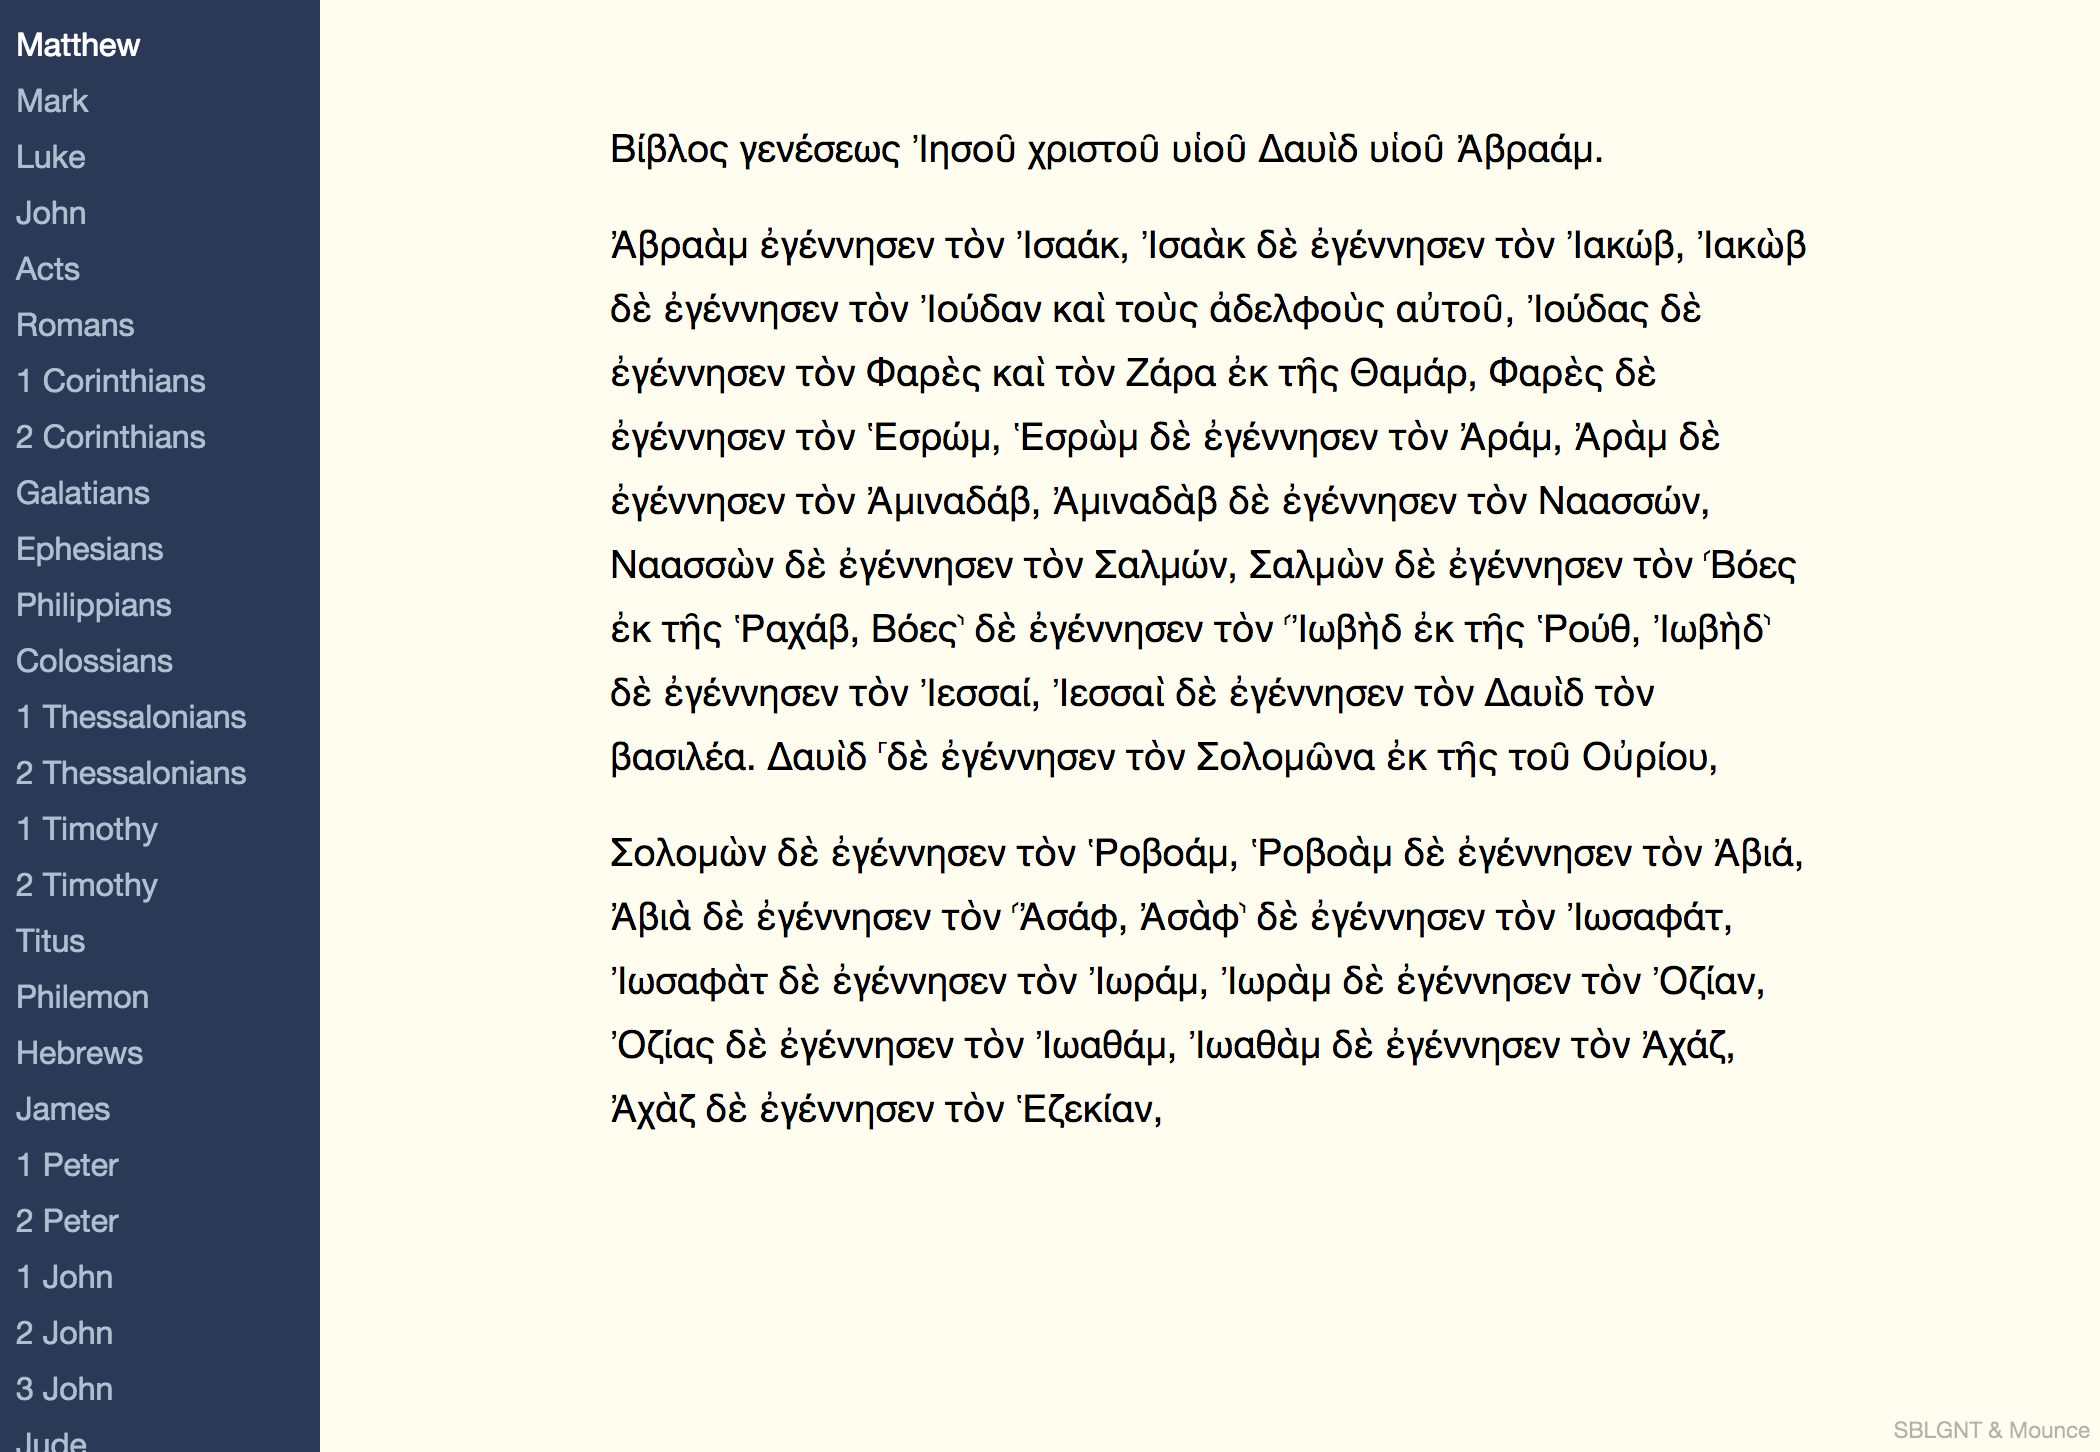 Matthew
Mark
Luke
John
Acts
Romans
1 Corinthians
2 Corinthians
Galatians
Ephesians
Philippians
Colossians
1 Thessalonians
2 Thessalonians
1 Timothy
2 Timothy
Titus
Philemon
Hebrews
James
1 Peter
2 Peter
1 John
2 John
3 John
Jude
Βίβλος γενέσεως Ἰησοῦ χριστοῦ υἱοῦ Δαυὶδ υἱοῦ Ἀβραάμ.
Ἀβραὰμ ἐγέννησεν τὸν Ἰσαάκ, Ἰσαὰκ δὲ ἐγέννησεν τὸν Ἰακώβ, Ἰακὼβ
δὲ ἐγέννησεν τὸν Ἰούδαν καὶ τοὺς ἀδελφοὺς αὐτοῦ, Ἰούδας δὲ
ἐγέννησεν τὸν Φαρὲς καὶ τὸν Ζάρα ἐκ τῆς Θαμάρ, Φαρὲς δὲ
ἐγέννησεν τὸν Ἑσρώμ, Ἑσρὼμ δὲ ἐγέννησεν τὸν Ἀράμ, Ἀρὰμ δὲ
ἐγέννησεν τὸν Ἀμιναδάβ, Ἀμιναδὰβ δὲ ἐγέννησεν τὸν Ναασσών,
Ναασσὼν δὲ ἐγέννησεν τὸν Σαλμών, Σαλμὼν δὲ ἐγέννησεν τὸν ⸂Βόες
ἐκ τῆς Ῥαχάβ, Βόες⸃ δὲ ἐγέννησεν τὸν ⸂Ἰωβὴδ ἐκ τῆς Ῥούθ, Ἰωβὴδ⸃
δὲ ἐγέννησεν τὸν Ἰεσσαί, Ἰεσσαὶ δὲ ἐγέννησεν τὸν Δαυὶδ τὸν
βασιλέα. Δαυὶδ ⸀δὲ ἐγέννησεν τὸν Σολομῶνα ἐκ τῆς τοῦ Οὐρίου,
Σολομὼν δὲ ἐγέννησεν τὸν Ῥοβοάμ, Ῥοβοὰμ δὲ ἐγέννησεν τὸν Ἀβιά,
Ἀβιὰ δὲ ἐγέννησεν τὸν ⸂Ἀσάφ, Ἀσὰφ⸃ δὲ ἐγέννησεν τὸν Ἰωσαφάτ,
Ἰωσαφὰτ δὲ ἐγέννησεν τὸν Ἰωράμ, Ἰωρὰμ δὲ ἐγέννησεν τὸν Ὀζίαν,
Ὀζίας δὲ ἐγέννησεν τὸν Ἰωαθάμ, Ἰωαθὰμ δὲ ἐγέννησεν τὸν Ἀχάζ,
Ἀχὰζ δὲ ἐγέννησεν τὸν Ἑζεκίαν,
SBLGNT & Mounce